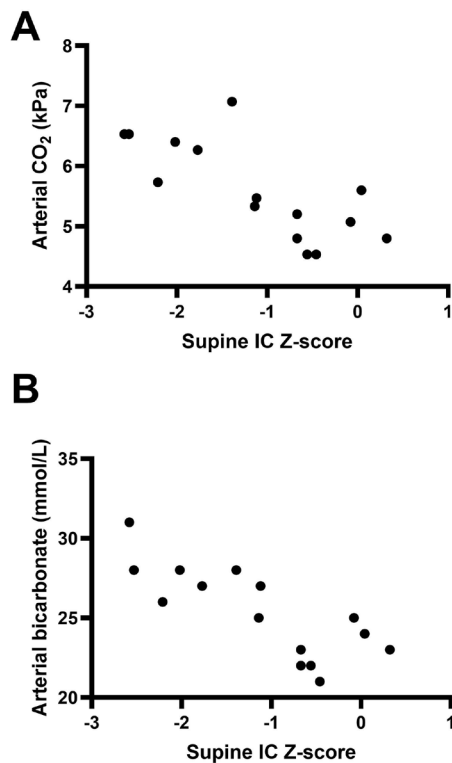 A
Arterial CO₂ (kPa)
8
7
6
5
4
-3 -2 -1 0 1
Supine IC Z-score
B
Arterial bicarbonate (mmol/L)
35
30
25
20
-3 -2 -1 0 1
Supine IC Z-score